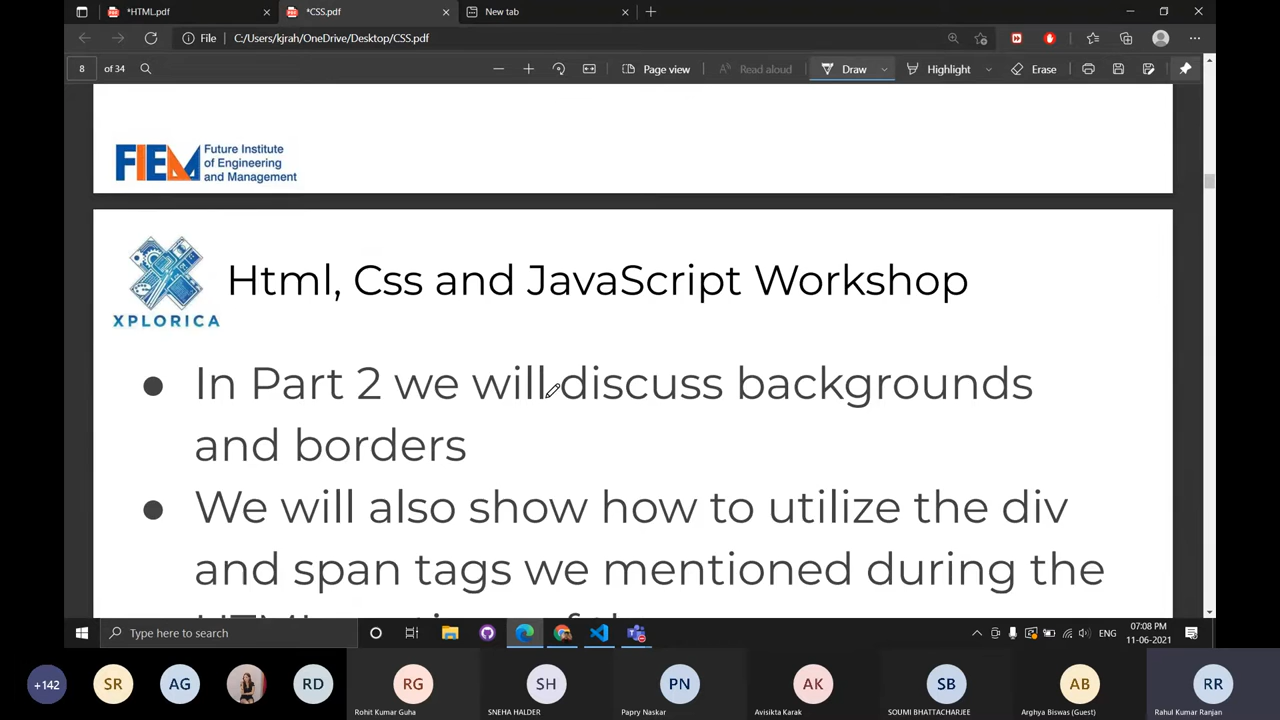 *HTML.pdf
*CSS.pdf
New tab
File
C:/Users/kjrah/OneDrive/Desktop/CSS.pdf
8
of 34
Page view
Read aloud
Draw
Highlight
Erase
FIEM
Future Institute
of Engineering
and Management
XPLORICA
Html, Css and JavaScript Workshop
● In Part 2 we will discuss backgrounds
and borders
● We will also show how to utilize the div
and span tags we mentioned during the
Type here to search
ENG
07:08 PM
11-06-2021
+142
SR
AG
RD
RG
Rohit Kumar Guha
SH
SNEHA HALDER
PN
Papry Naskar
AK
Avisikta Karak
SB
SOUMI BHATTACHARJEE
AB
Arghya Biswas (Guest)
RR
Rahul Kumar Ranjan